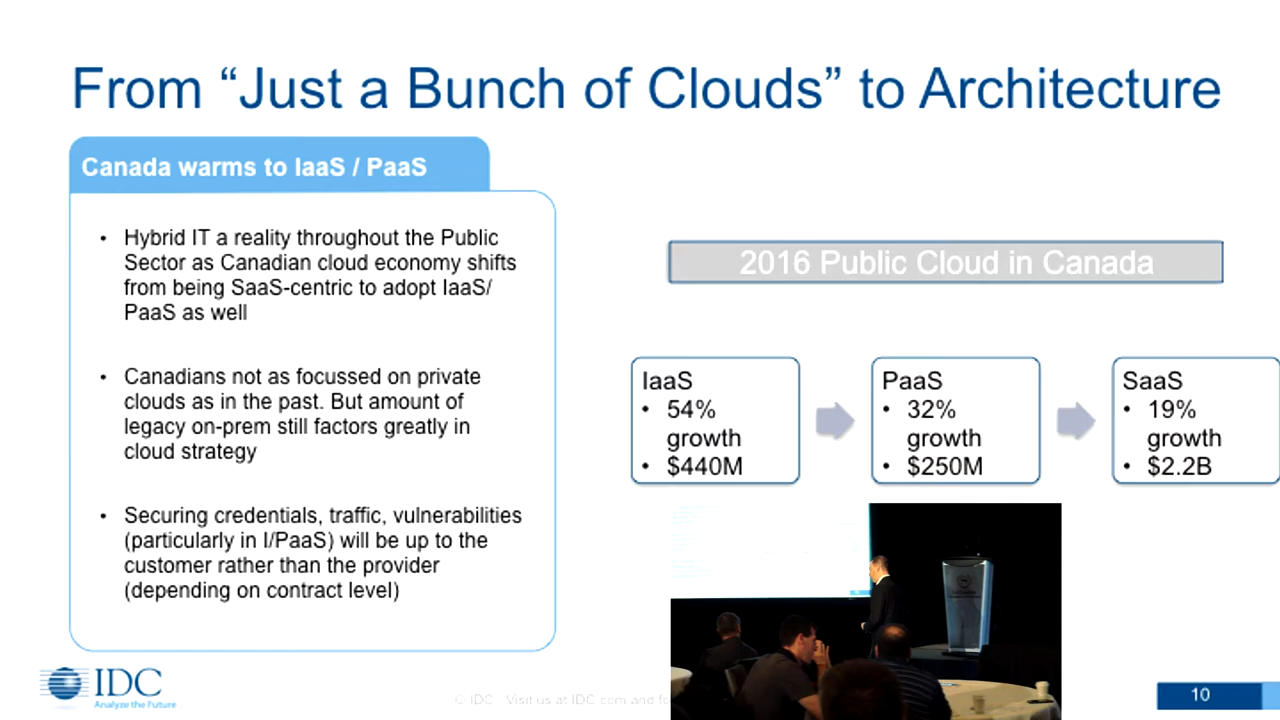 From “Just a Bunch of Clouds” to Architecture
Canada warms to IaaS / PaaS
• Hybrid IT a reality throughout the Public
Sector as Canadian cloud economy shifts
from being SaaS-centric to adopt IaaS/
PaaS as well
• Canadians not as focussed on private
clouds as in the past. But amount of
legacy on-prem still factors greatly in
cloud strategy
• Securing credentials, traffic, vulnerabilities
(particularly in I/PaaS) will be up to the
customer rather than the provider
(depending on contract level)
2016 Public Cloud in Canada
IaaS
• 54%
growth
• $440M
PaaS
• 32%
growth
• $250M
SaaS
• 19%
growth
• $2.2B
IDC
Analyze the Future
© IDC Visit us at IDC.com and
10